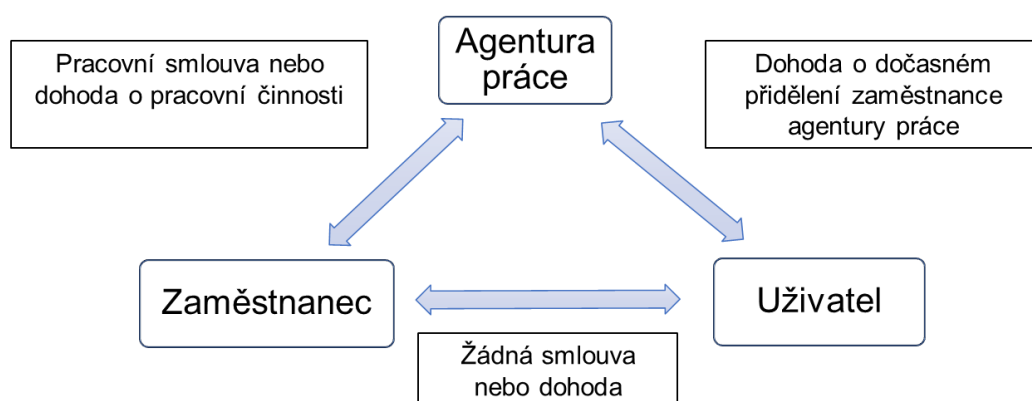 Agentura
práce
Pracovní smlouva nebo
dohoda o pracovní činnosti
Dohoda o dočasném
přidělení zaměstnance
agentury práce
Zaměstnanec
Uživatel
Žádná smlouva
nebo dohoda